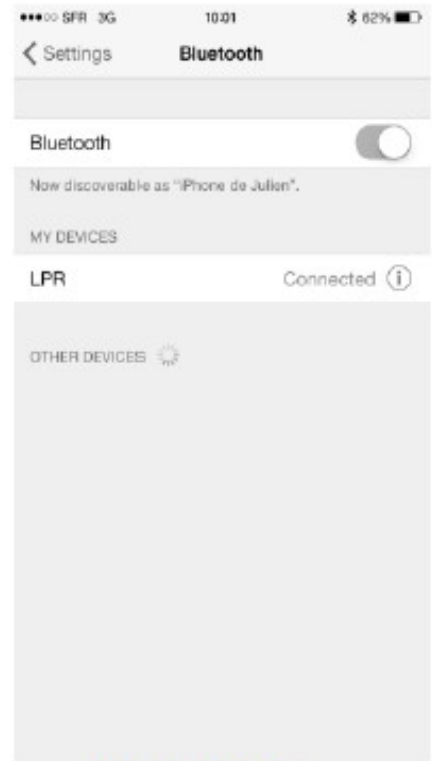 SFR 3G 10:01 62%
Settings Bluetooth
Bluetooth
Now discoverable as "iPhone de Julien".
MY DEVICES
LPR Connected i
OTHER DEVICES